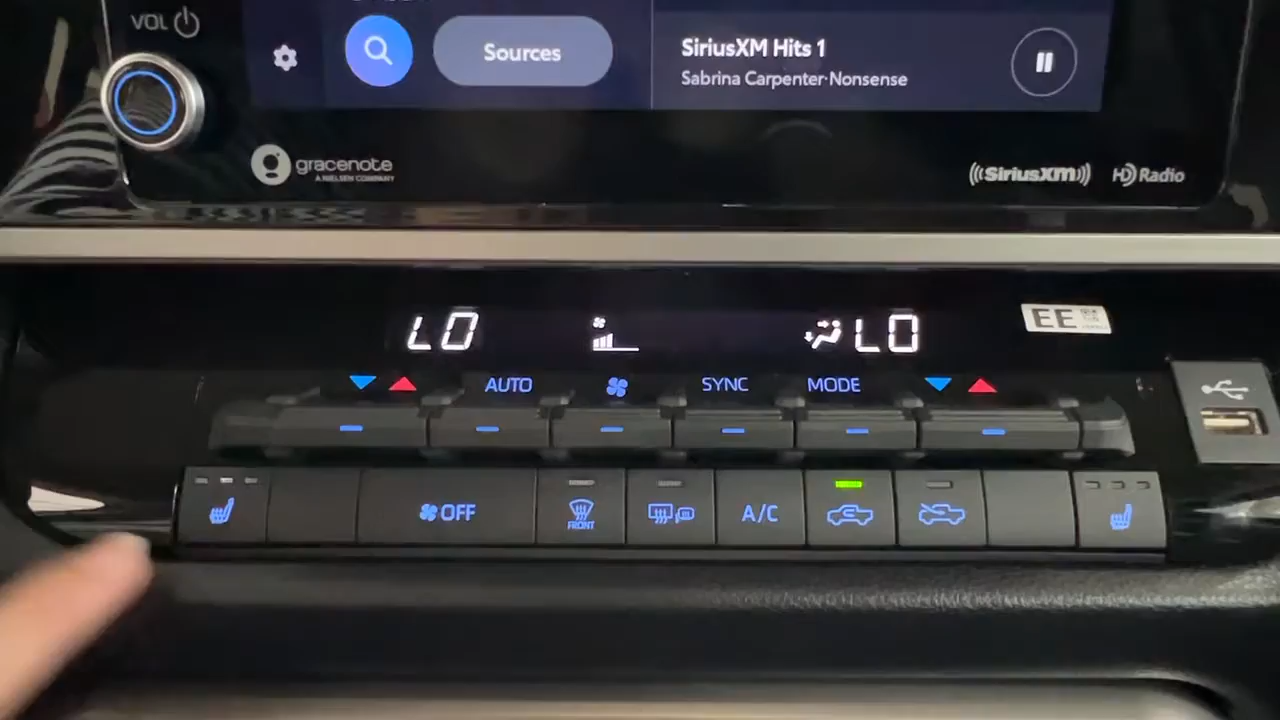 VOL
Sources
SiriusXM Hits 1
Sabrina Carpenter·Nonsense
gracenote
A NIELSEN COMPANY
SiriusXM
HD Radio
LO
LO
EE
AUTO
SYNC
MODE
OFF
FRONT
A/C